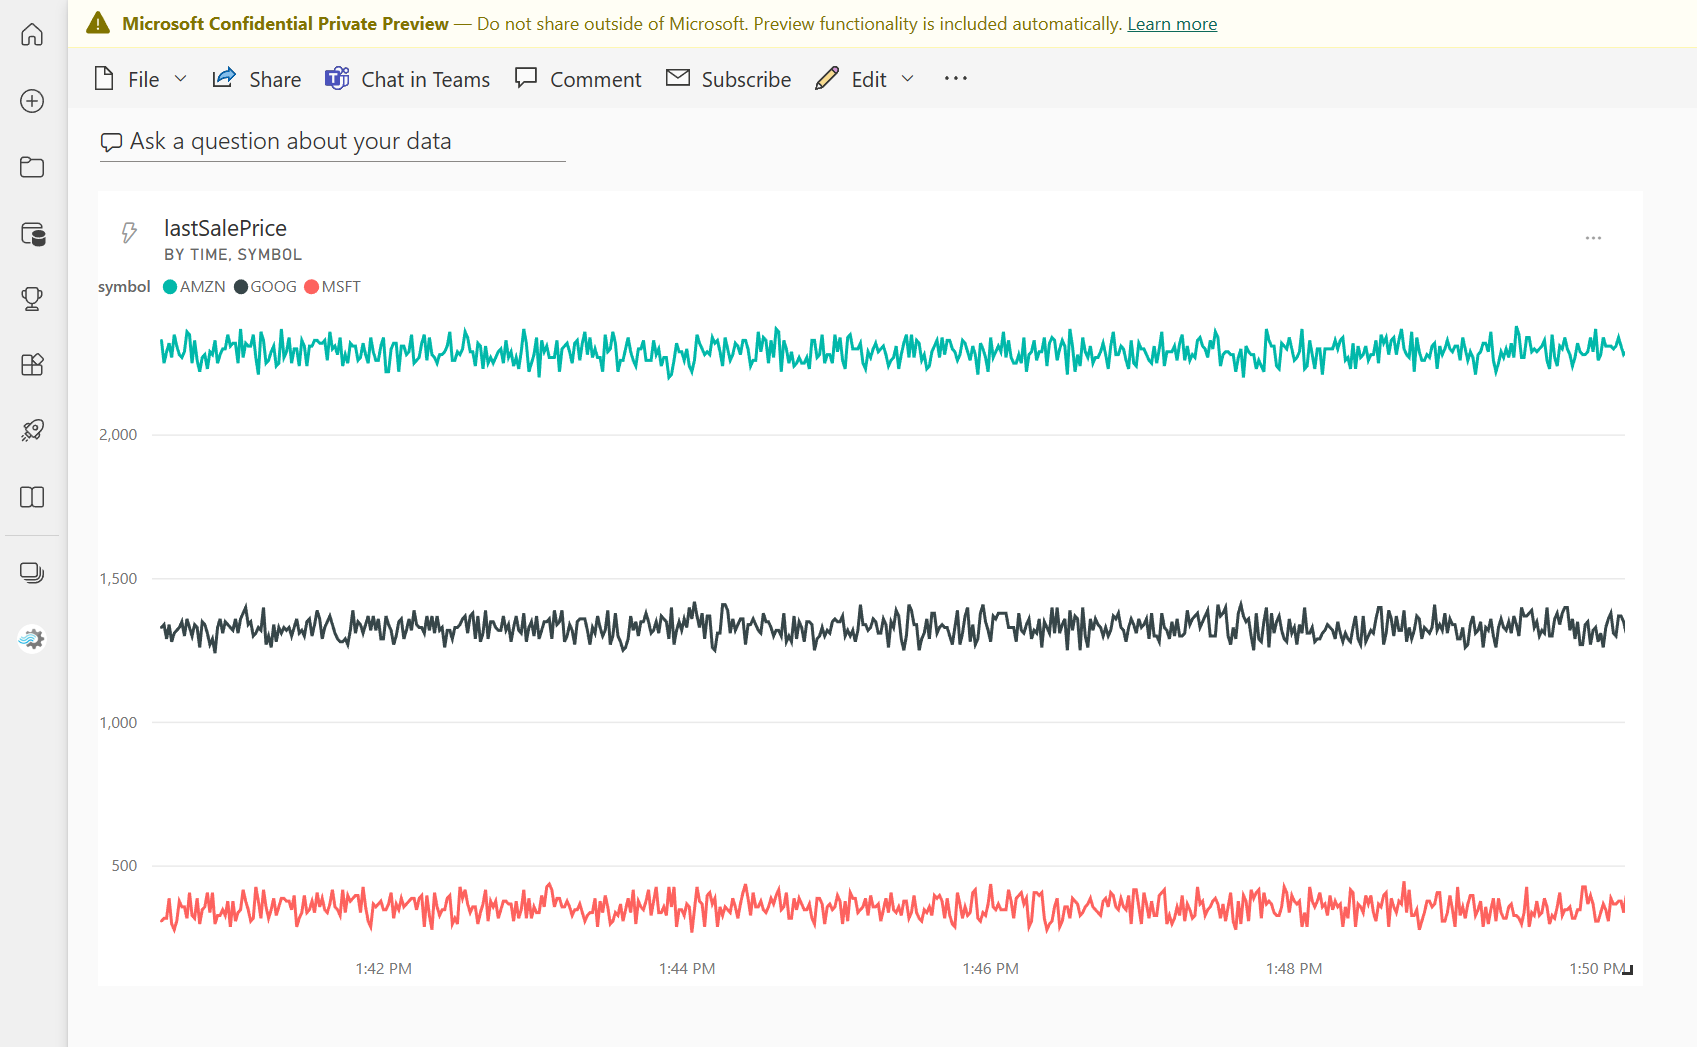 Microsoft Confidential Private Preview — Do not share outside of Microsoft. Preview functionality is included automatically. Learn more
File Share Chat in Teams Comment Subscribe Edit ···
Ask a question about your data
lastSalePrice
BY TIME, SYMBOL
symbol AMZN GOOG MSFT
2,000
1,500
1,000
500
1:42 PM 1:44 PM 1:46 PM 1:48 PM 1:50 PM